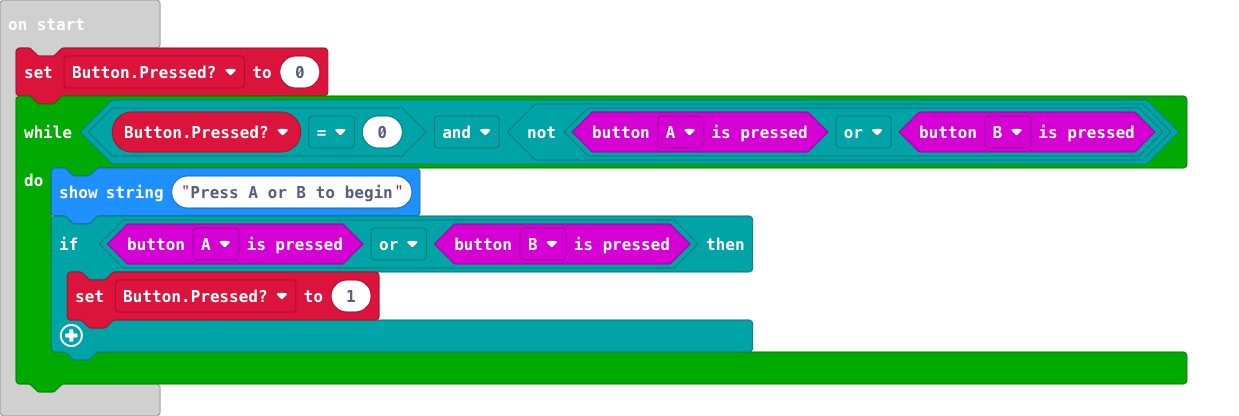 on start
set Button.Pressed? to 0
while Button.Pressed? = 0 and not button A is pressed or button B is pressed
do
show string "Press A or B to begin"
if button A is pressed or button B is pressed then
set Button.Pressed? to 1